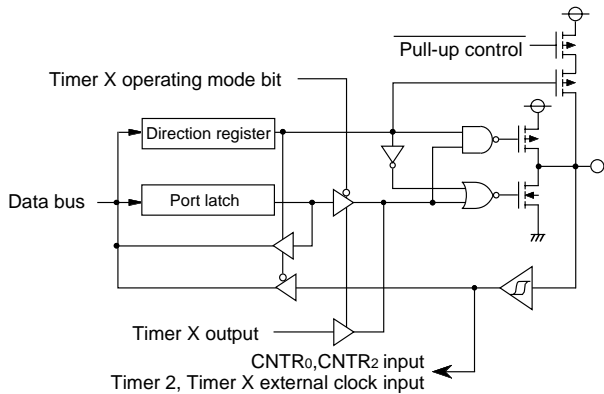 Pull-up control
Timer X operating mode bit
Direction register
Data bus
Port latch
Timer X output
CNTR0,CNTR2 input
Timer 2, Timer X external clock input